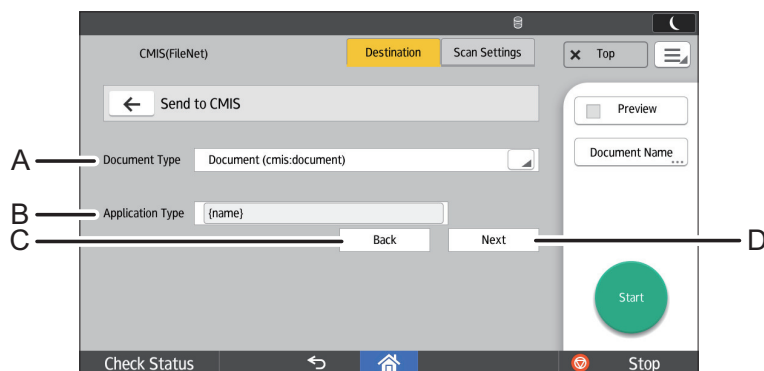 CMIS(FileNet)
Destination
Scan Settings
Top
Send to CMIS
Preview
A
Document Type
Document (cmis:document)
Document Name
...
B
Application Type
{name}
C
Back
Next
D
Start
Check Status
Stop